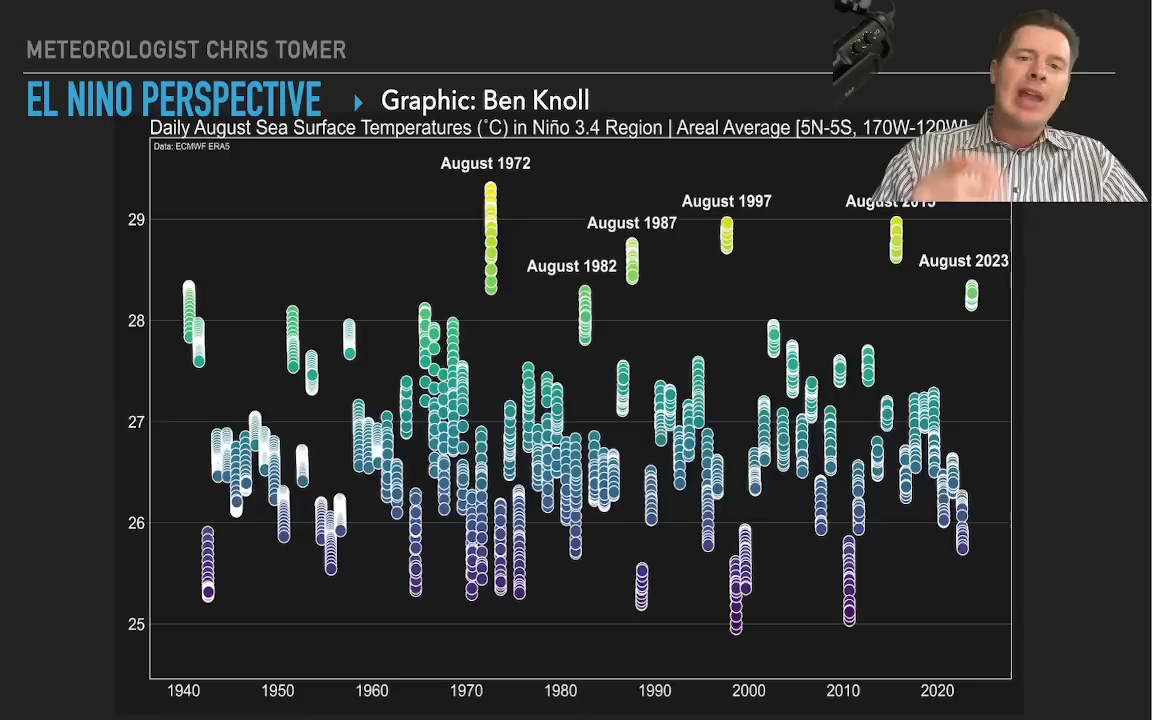 METEOROLOGIST CHRIS TOMER
EL NINO PERSPECTIVE
Graphic: Ben Knoll
Daily August Sea Surface Temperatures (˚C) in Niño 3.4 Region | Areal Average [5N-5S, 170W-120W]
Data: ECMWF ERA5
August 1972
August 1997
August 2015
August 1987
August 1982
August 2023
29
28
27
26
25
1940 1950 1960 1970 1980 1990 2000 2010 2020